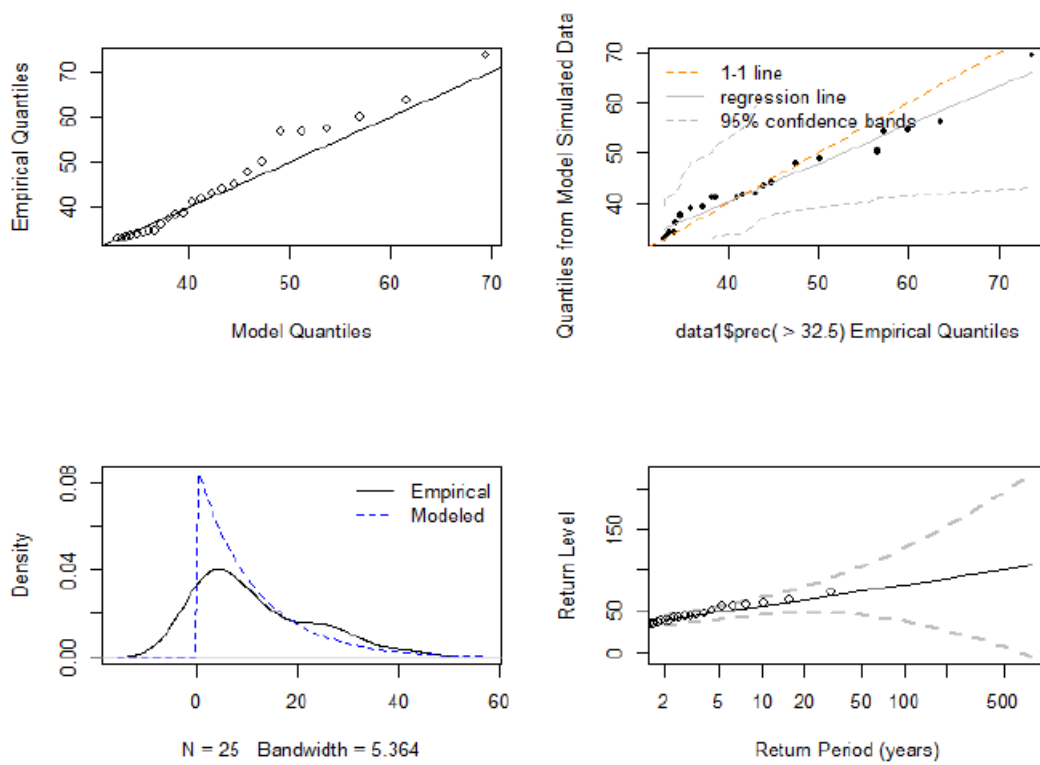 Empirical Quantiles
70
60
50
40
40 50 60 70
Model Quantiles
Quantiles from Model Simulated Data
70
60
50
40
1-1 line
regression line
95% confidence bands
40 50 60 70
data1$prec( > 32.5) Empirical Quantiles
Density
0.08
0.04
0.00
Empirical
Modeled
0 20 40 60
N = 25 Bandwidth = 5.364
Return Level
150
50
0
2 5 10 20 50 100 500
Return Period (years)